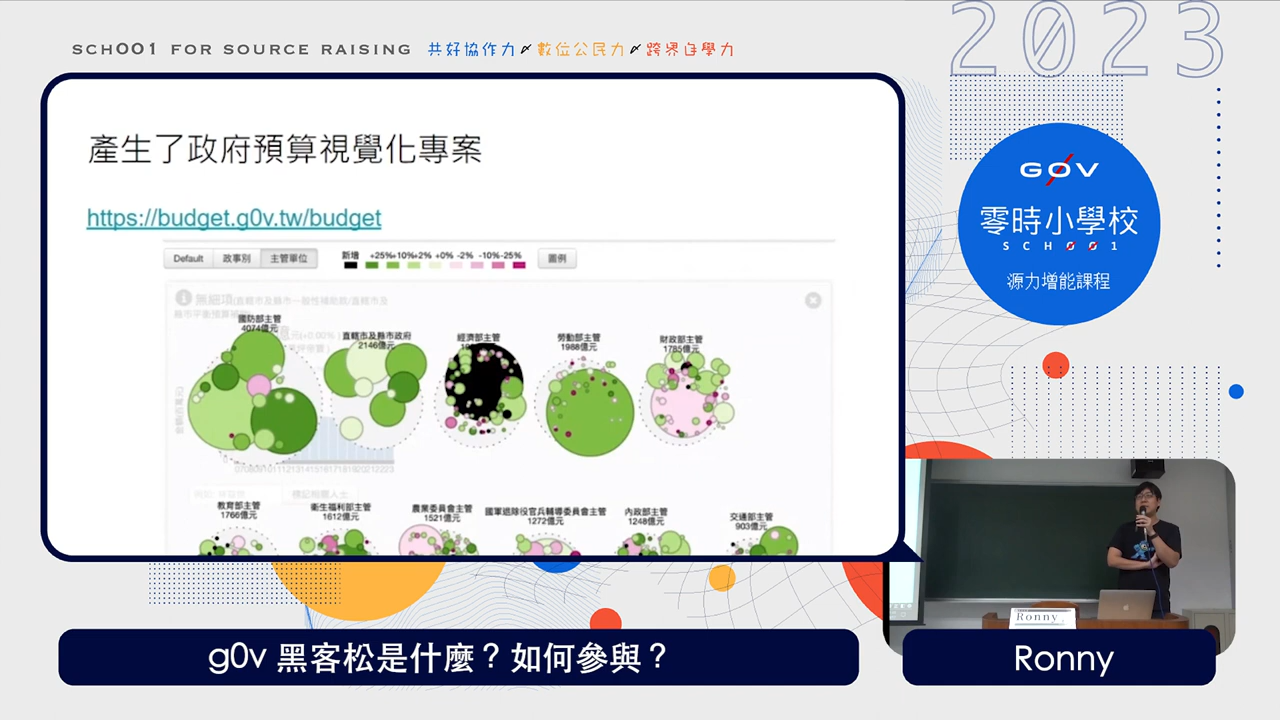 SCH001 FOR SOURCE RAISING 共好協作力 數位公民力 跨界自學力
2023
產生了政府預算視覺化專案
https://budget.g0v.tw/budget
Default 政事別 主管單位 新增 +25% +10% +2% +0% -2% -10% -25% 圖例
無細項
國防部主管
4074億元
直轄市及縣市政府
2146億元
經濟部主管
勞動部主管
1988億元
財政部主管
1785億元
教育部主管
1766億元
衛生福利部主管
1612億元
農業委員會主管
1521億元
國軍退除役官兵輔導委員會主管
1272億元
內政部主管
1248億元
交通部主管
903億元
G0V
零時小學校
SCH001
源力增能課程
Ronny
g0v 黑客松是什麼？如何參與？
Ronny